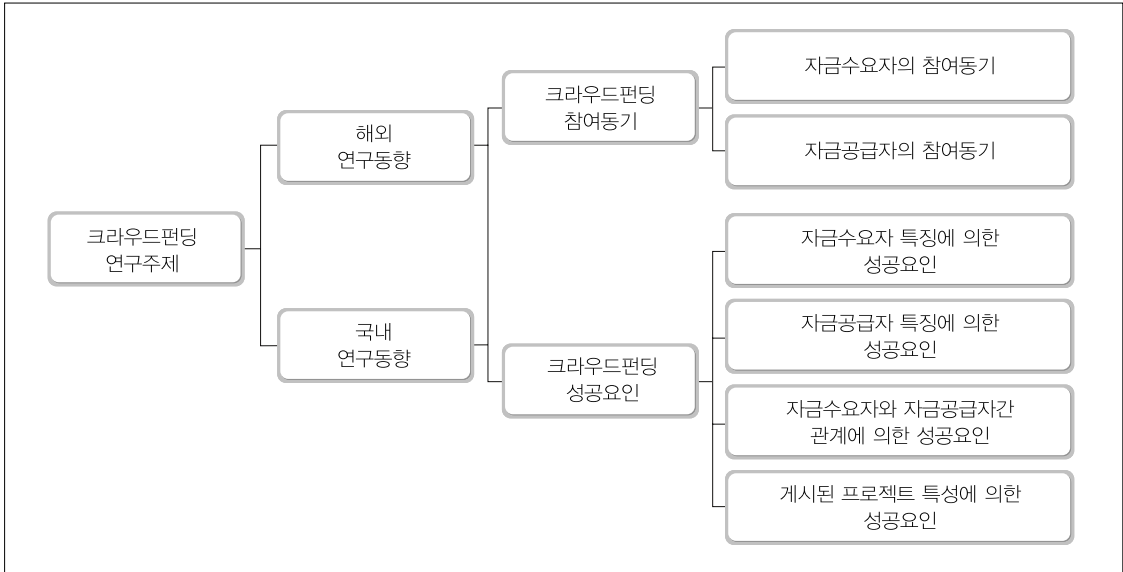 크라우드펀딩
연구주제
해외
연구동향
국내
연구동향
크라우드펀딩
참여동기
크라우드펀딩
성공요인
자금수요자의 참여동기
자금공급자의 참여동기
자금수요자 특징에 의한
성공요인
자금공급자 특징에 의한
성공요인
자금수요자와 자금공급자간
관계에 의한 성공요인
게시된 프로젝트 특성에 의한
성공요인